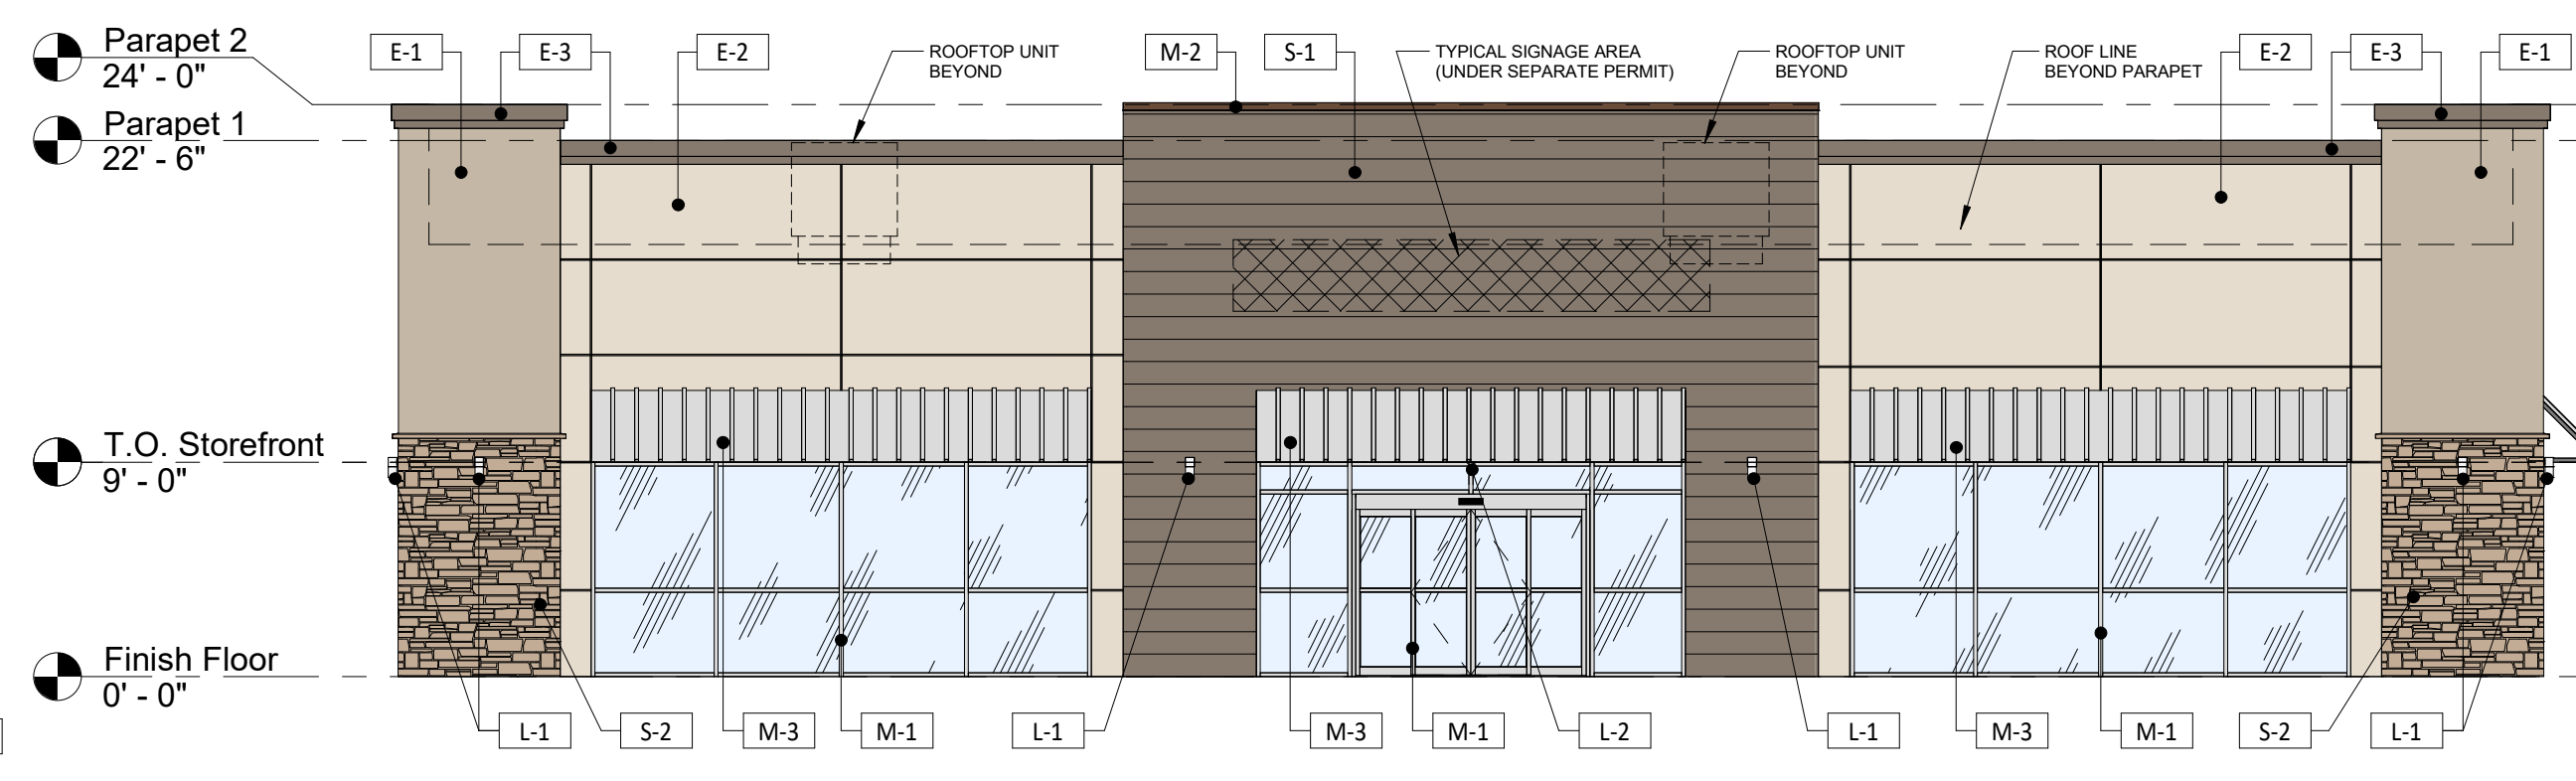 Parapet 2
24' - 0"
Parapet 1
22' - 6"
T.O. Storefront
9' - 0"
Finish Floor
0' - 0"
E-1
E-3
E-2
ROOFTOP UNIT
BEYOND
M-2
S-1
TYPICAL SIGNAGE AREA
(UNDER SEPARATE PERMIT)
ROOFTOP UNIT
BEYOND
ROOF LINE
BEYOND PARAPET
E-2
E-3
E-1
L-1
S-2
M-3
M-1
L-1
M-3
M-1
L-2
L-1
M-3
M-1
S-2
L-1